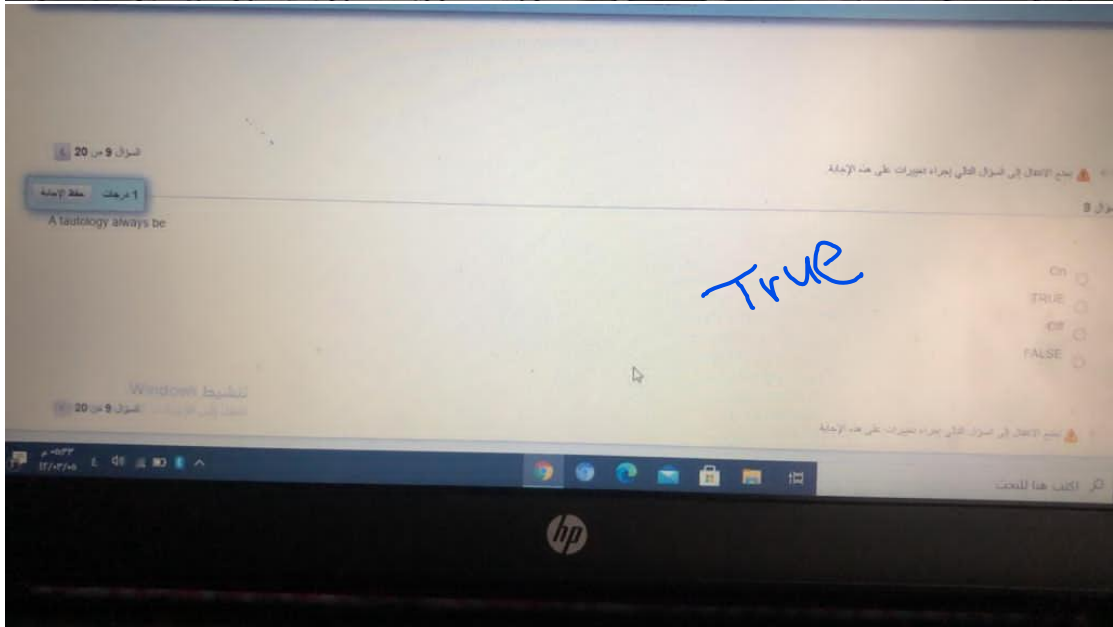 السؤال 9 من 20
يمنع الانتقال إلى السؤال التالي إجراء تغييرات على هذه الإجابة.
1 درجات
حفظ الإجابة
A tautology always be
True
On
TRUE
Off
FALSE
تنشيط Windows
السؤال 9 من 20
يمنع الانتقال إلى السؤال التالي إجراء تغييرات على هذه الإجابة.
اكتب هنا للبحث
hp